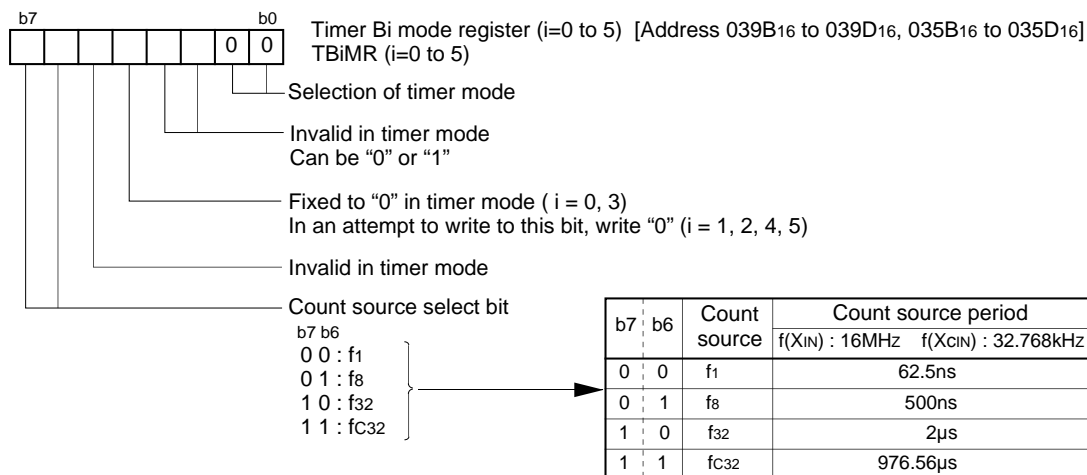 b7 b0
0 0
Timer Bi mode register (i=0 to 5) [Address 039B16 to 039D16, 035B16 to 035D16]
TBiMR (i=0 to 5)
Selection of timer mode
Invalid in timer mode
Can be “0” or “1”
Fixed to “0” in timer mode ( i = 0, 3)
In an attempt to write to this bit, write “0” (i = 1, 2, 4, 5)
Invalid in timer mode
Count source select bit
b7 b6
0 0 : f1
0 1 : f8
1 0 : f32
1 1 : fC32
b7 b6 Count source Count source period
f(XIN) : 16MHZ f(XCIN) : 32.768kHZ
0 0 f1 62.5ns
0 1 f8 500ns
1 0 f32 2µs
1 1 fC32 976.56µs